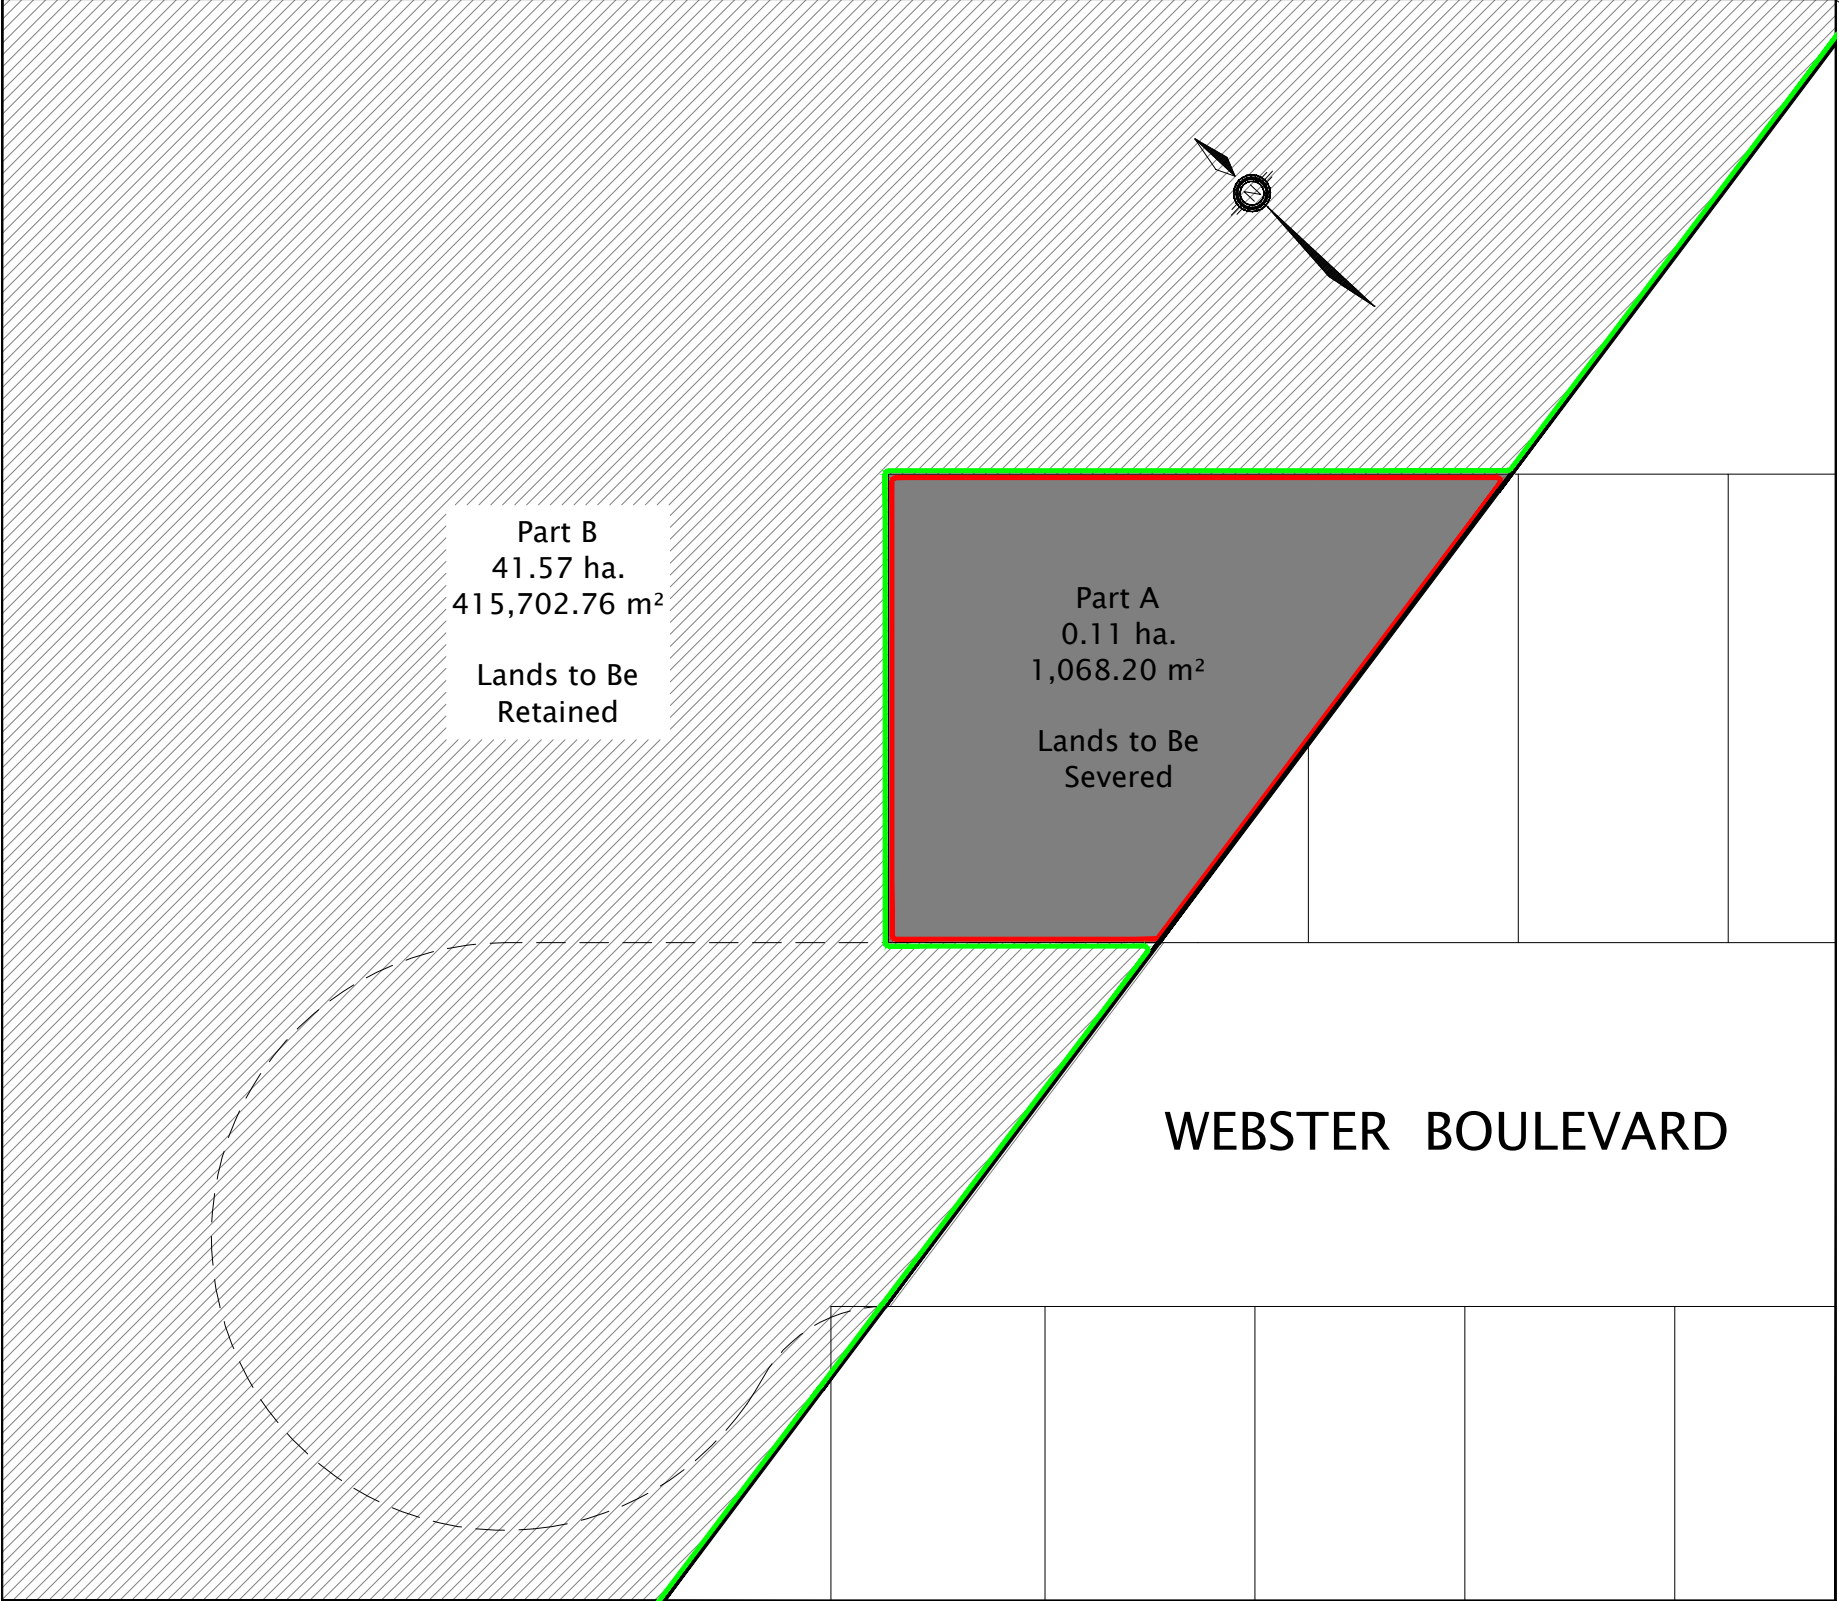 N
Part B
41.57 ha.
415,702.76 m²
Lands to Be
Retained
Part A
0.11 ha.
1,068.20 m²
Lands to Be
Severed
WEBSTER BOULEVARD